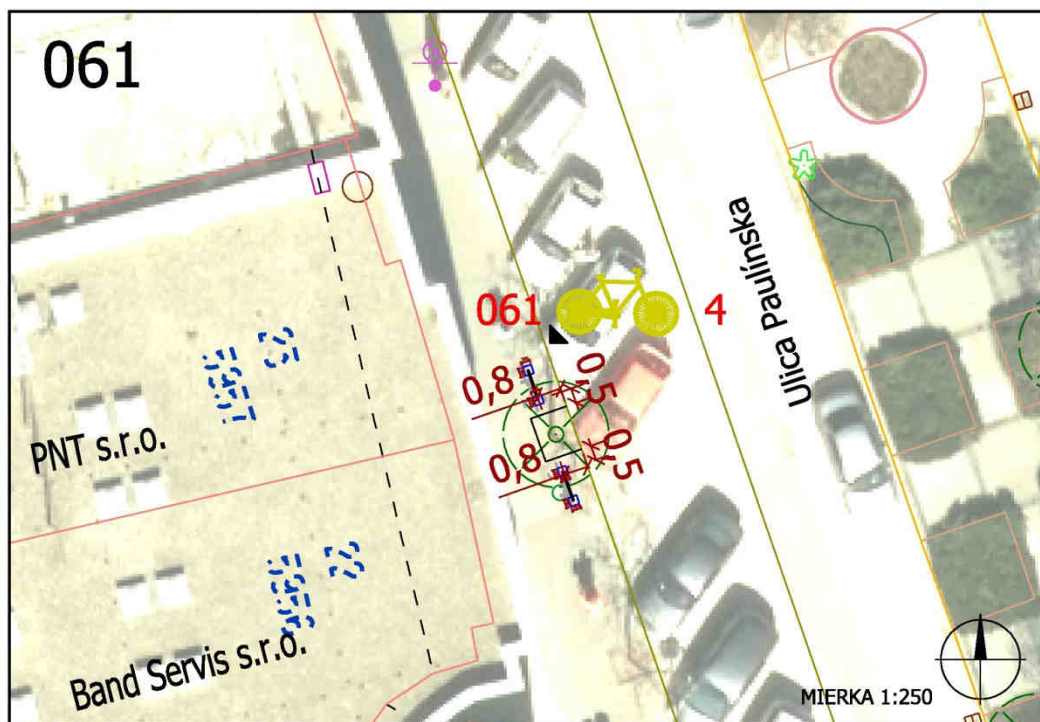 061
Ulica Paulínska
061
4
0,8
0,5
0,8
0,5
PNT s.r.o.
Band Servis s.r.o.
MIERKA 1:250